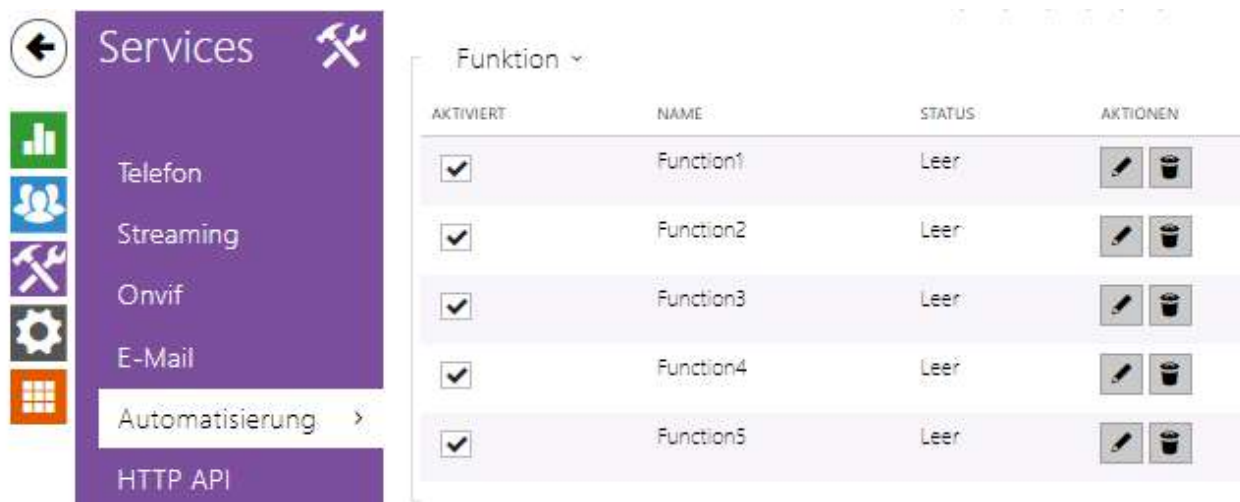 Services
Telefon
Streaming
Onvif
E-Mail
Automatisierung
HTTP API
Funktion
AKTIVIERT NAME STATUS AKTIONEN
Function1 Leer
Function2 Leer
Function3 Leer
Function4 Leer
Function5 Leer